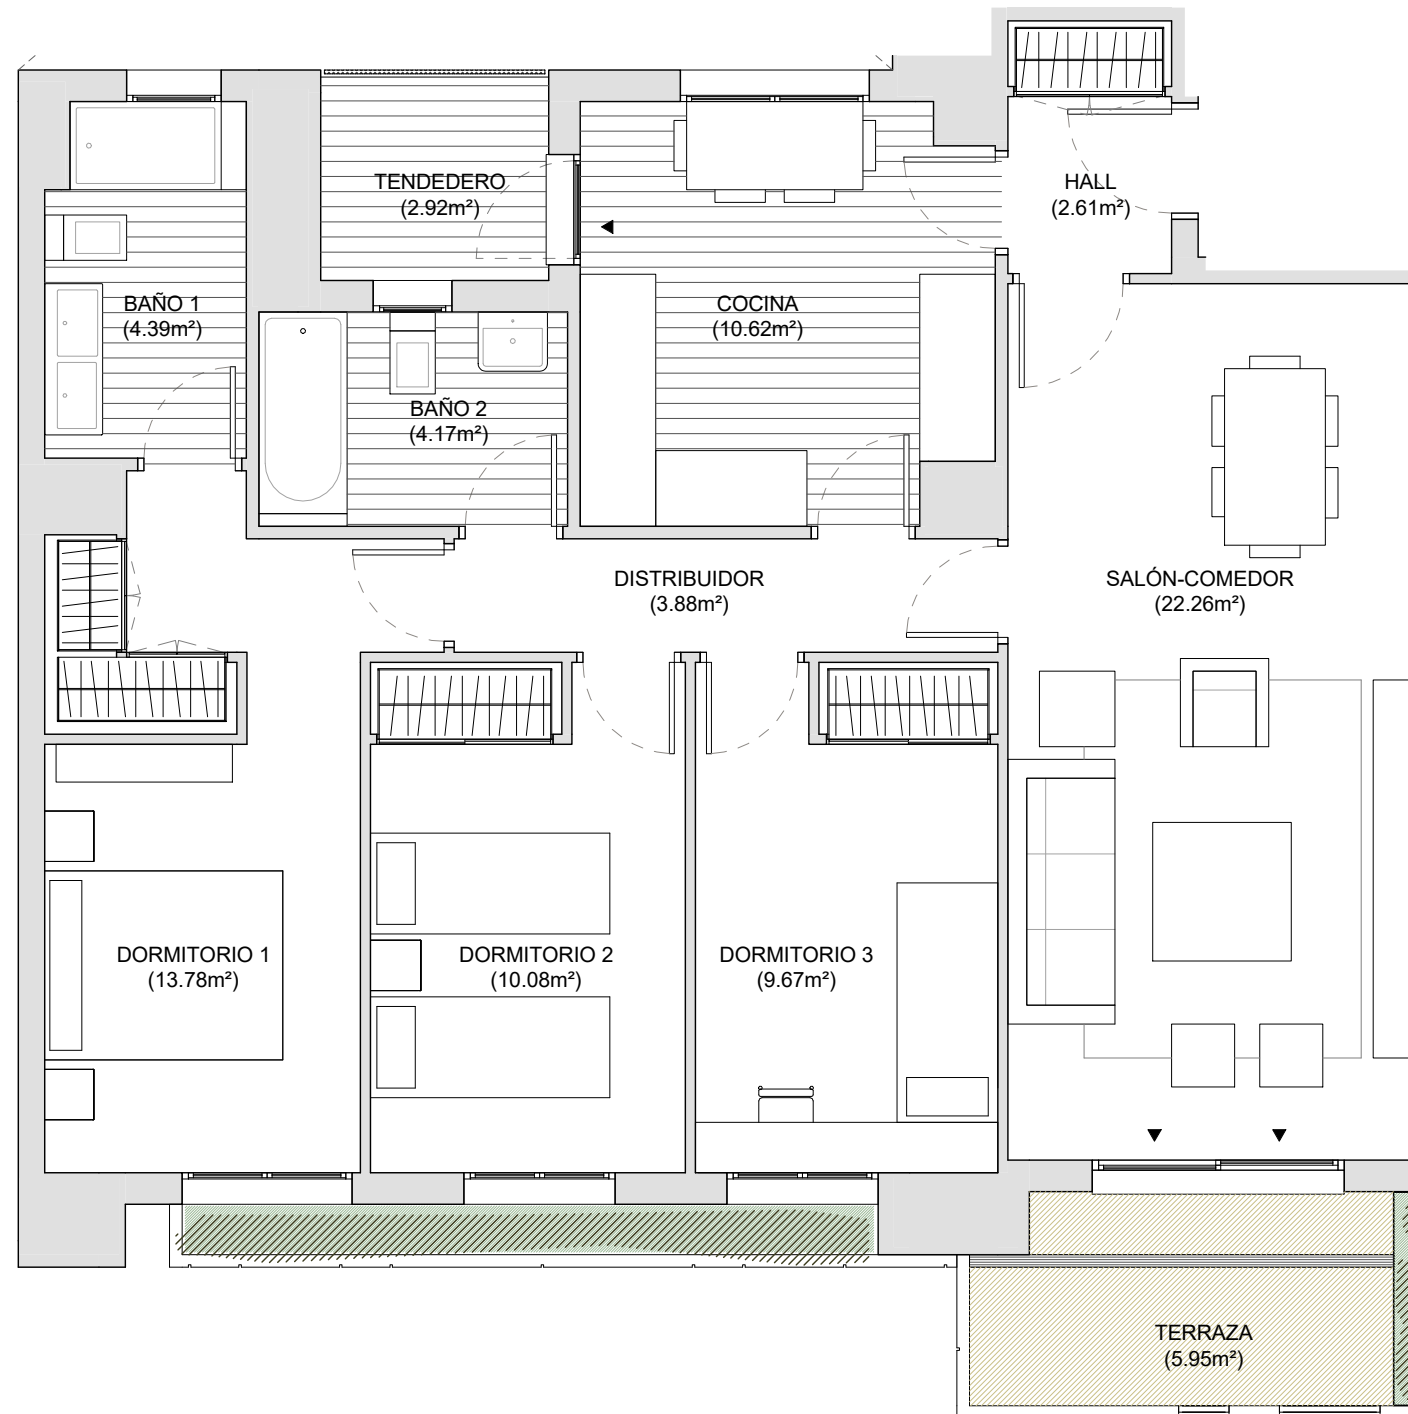 TENDEDERO
(2.92m²)
HALL
(2.61m²)
BAÑO 1
(4.39m²)
COCINA
(10.62m²)
BAÑO 2
(4.17m²)
DISTRIBUIDOR
(3.88m²)
SALÓN-COMEDOR
(22.26m²)
DORMITORIO 1
(13.78m²)
DORMITORIO 2
(10.08m²)
DORMITORIO 3
(9.67m²)
TERRAZA
(5.95m²)